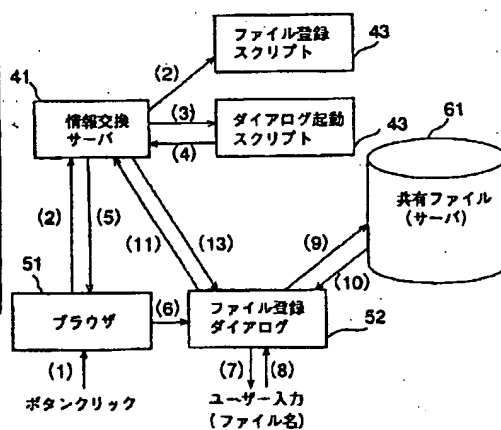 ファイル登録
スクリプト
43
(2)
41
情報交換
サーバ
(3)
(4)
ダイアログ起動
スクリプト
43
61
共有ファイル
(サーバ)
(2)
(5)
(11)
(13)
(9)
(10)
51
ブラウザ
(6)
ファイル登録
ダイアログ
52
(1)
(7)
(8)
ボタンクリック
ユーザー入力
(ファイル名)